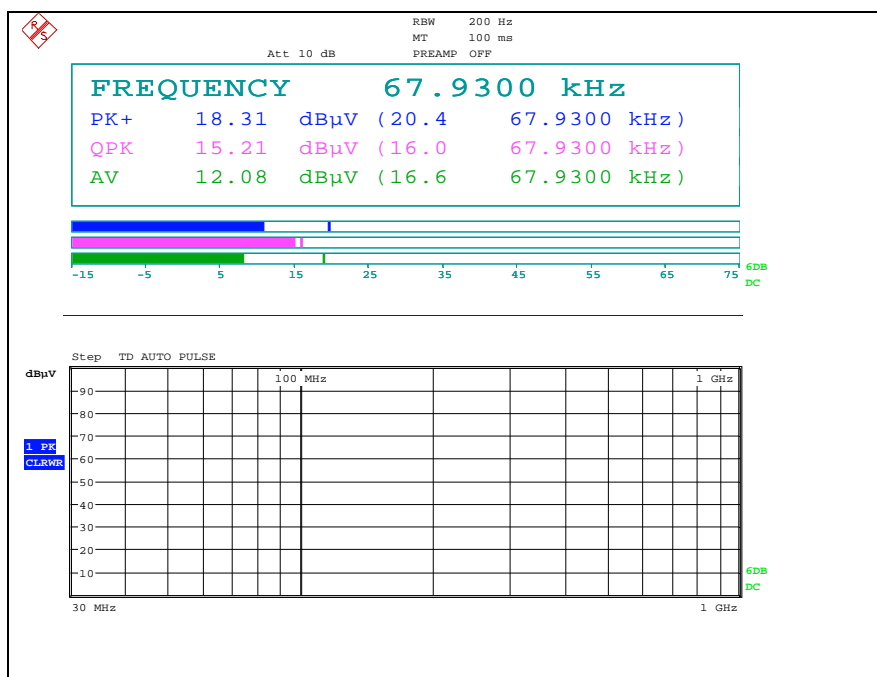 R S
RBW 200 Hz
MT 100 ms
Att 10 dB PREAMP OFF
FREQUENCY 67.9300 kHz
PK+ 18.31 dBµV (20.4 67.9300 kHz)
QPK 15.21 dBµV (16.0 67.9300 kHz)
AV 12.08 dBµV (16.6 67.9300 kHz)
-15 -5 5 15 25 35 45 55 65 75
6DB
DC
Step TD AUTO PULSE
dBµV
100 MHz 1 GHz
90
80
70
1 PK
CLRWR
60
50
40
30
20
10
6DB
DC
30 MHz 1 GHz